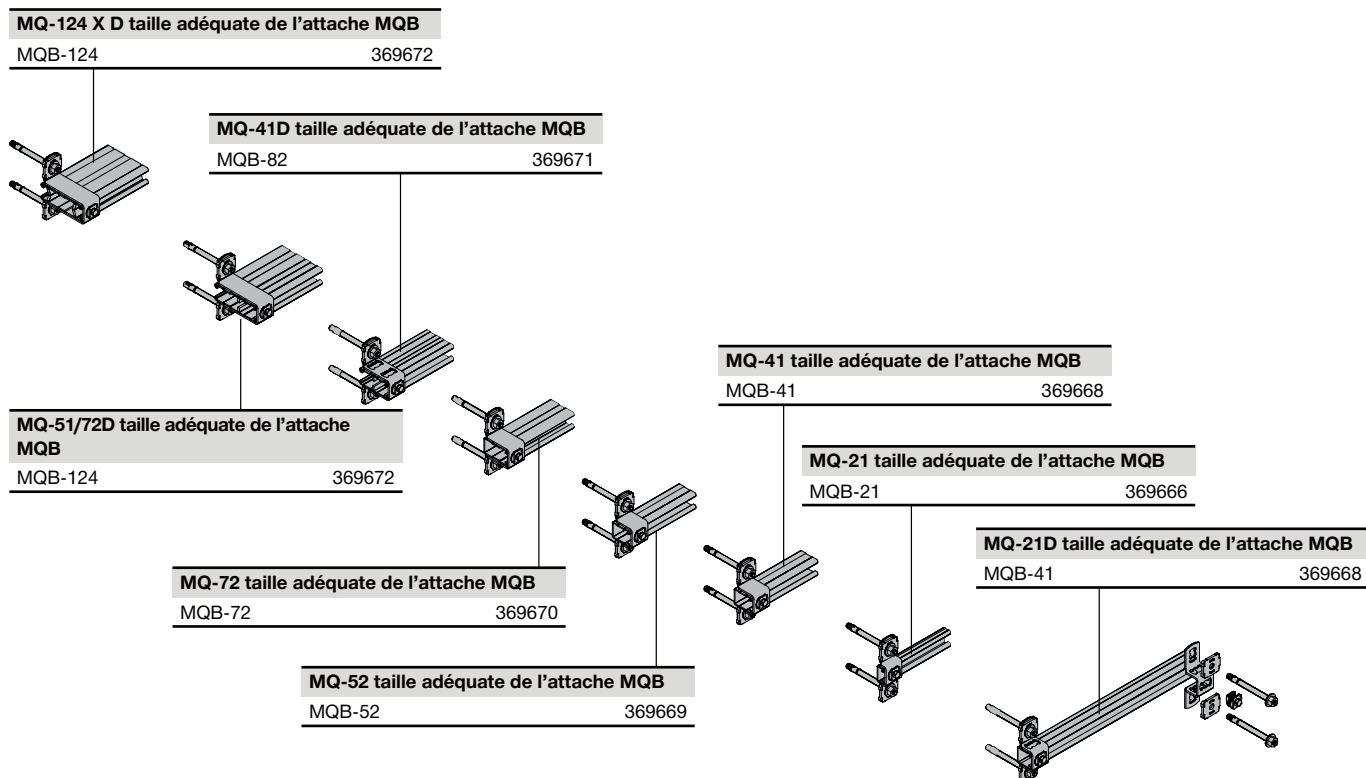 MQ-124 X D taille adéquate de l’attache MQB
MQB-124 369672
MQ-41D taille adéquate de l’attache MQB
MQB-82 369671
MQ-41 taille adéquate de l’attache MQB
MQB-41 369668
MQ-51/72D taille adéquate de l’attache
MQB
MQB-124 369672
MQ-21 taille adéquate de l’attache MQB
MQB-21 369666
MQ-21D taille adéquate de l’attache MQB
MQB-41 369668
MQ-72 taille adéquate de l’attache MQB
MQB-72 369670
MQ-52 taille adéquate de l’attache MQB
MQB-52 369669